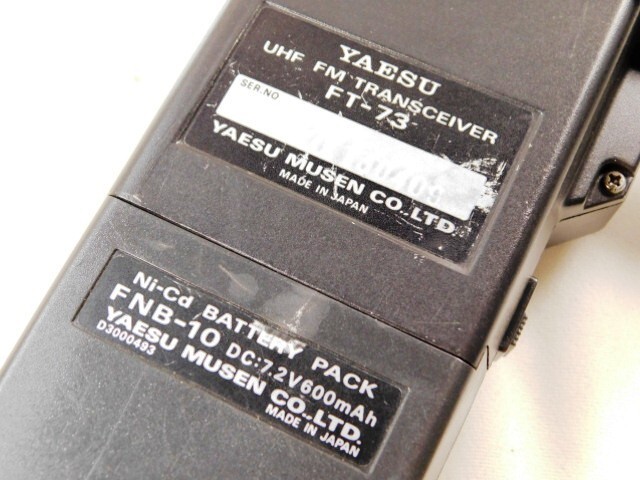 YAESU
UHF FM TRANSCEIVER
FT-73
SER.NO
YAESU MUSEN CO.,LTD.
MADE IN JAPAN
Ni-Cd BATTERY PACK
FNB-10 DC:7.2V600mAh
D3000493
YAESU MUSEN CO.,LTD.
MADE IN JAPAN